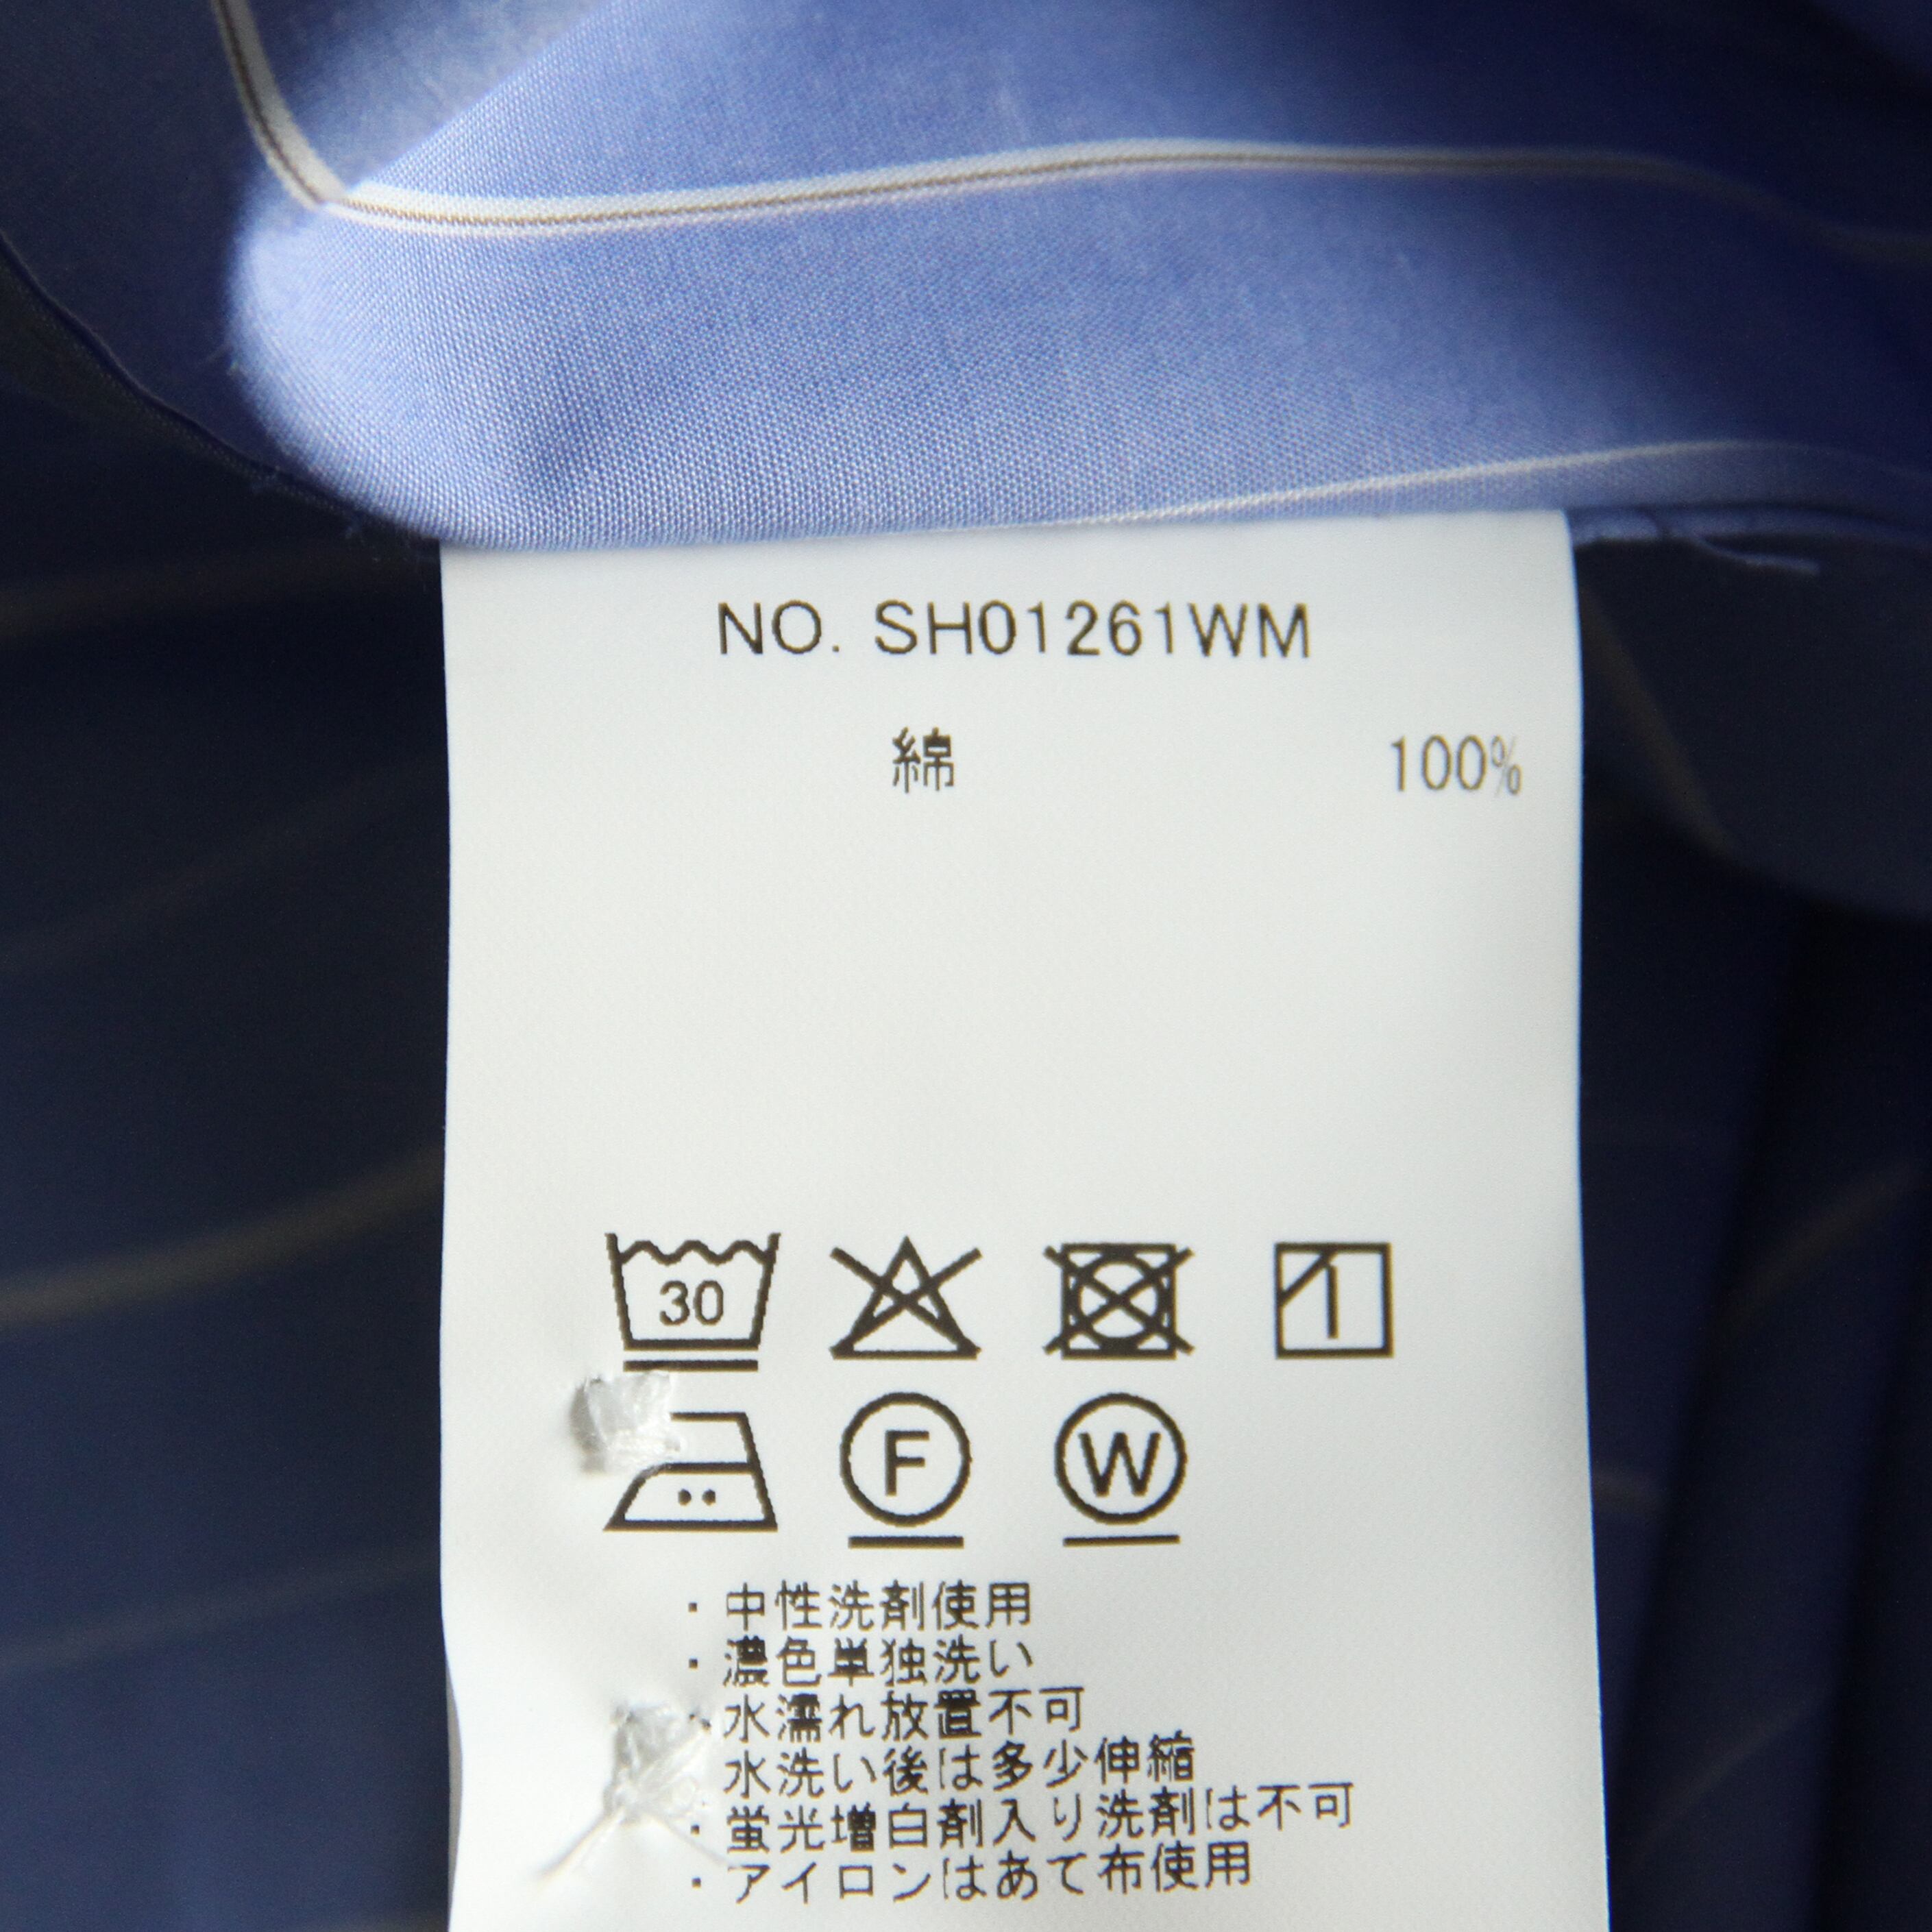 NO. SH01261WM
綿 100%
30
F W
・中性洗剤使用
・濃色単独洗い
・水濡れ放置不可
水洗い後は多少伸縮
・蛍光増白剤入り洗剤は不可
・アイロンはあて布使用